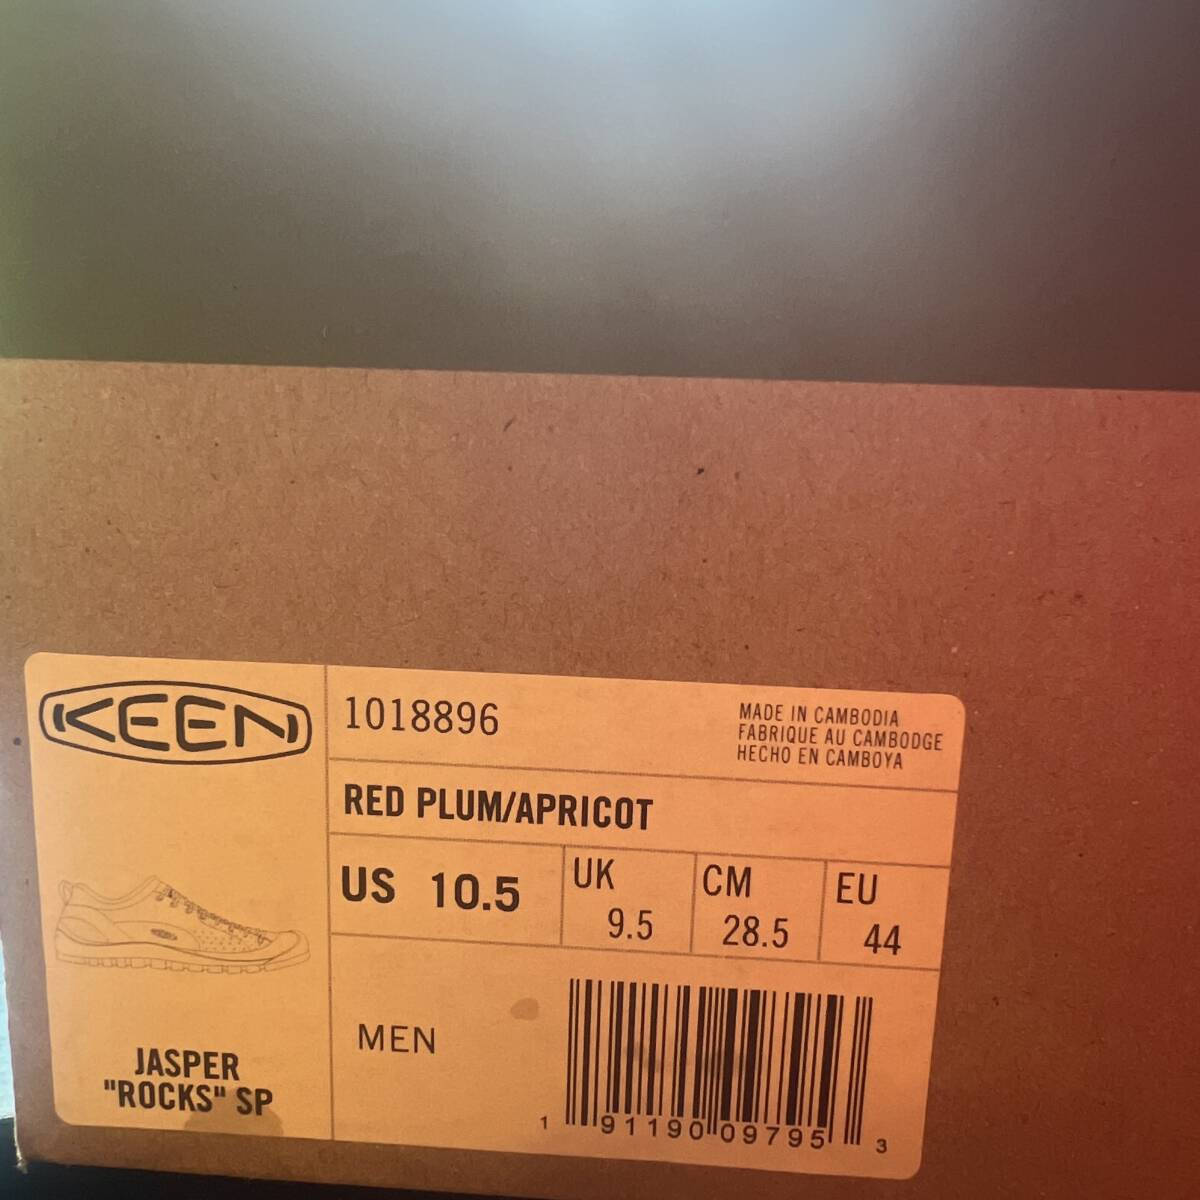 KEEN
1018896
MADE IN CAMBODIA
FABRIQUE AU CAMBODGE
HECHO EN CAMBOYA
RED PLUM/APRICOT
US 10.5
UK
9.5
CM
28.5
EU
44
MEN
JASPER
"ROCKS" SP
1 91190 09795 3